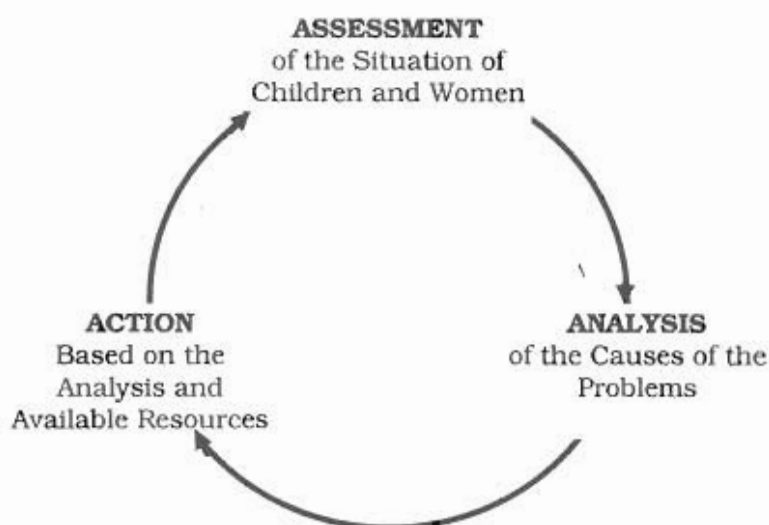 ASSESSMENT
of the Situation of
Children and Women
ACTION
Based on the
Analysis and
Available Resources
ANALYSIS
of the Causes of the
Problems